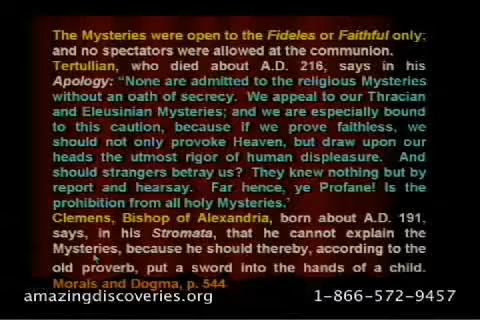 The Mysteries were open to the Fideles or Faithful only;
and no spectators were allowed at the communion.
Tertullian, who died about A.D. 216, says in his
Apology: “None are admitted to the religious Mysteries
without an oath of secrecy. We appeal to our Thracian
and Eleusinian Mysteries; and we are especially bound
to this caution, because if we prove faithless, we
should not only provoke Heaven, but draw upon our
heads the utmost rigor of human displeasure. And
should strangers betray us? They knew nothing but by
report and hearsay. Far hence, ye Profane! Is the
prohibition from all holy Mysteries.’
Clemens, Bishop of Alexandria, born about A.D. 191,
says, in his Stromata, that he cannot explain the
Mysteries, because he should thereby, according to the
old proverb, put a sword into the hands of a child.
Morals and Dogma, p. 544
amazingdiscoveries.org 1-866-572-9457